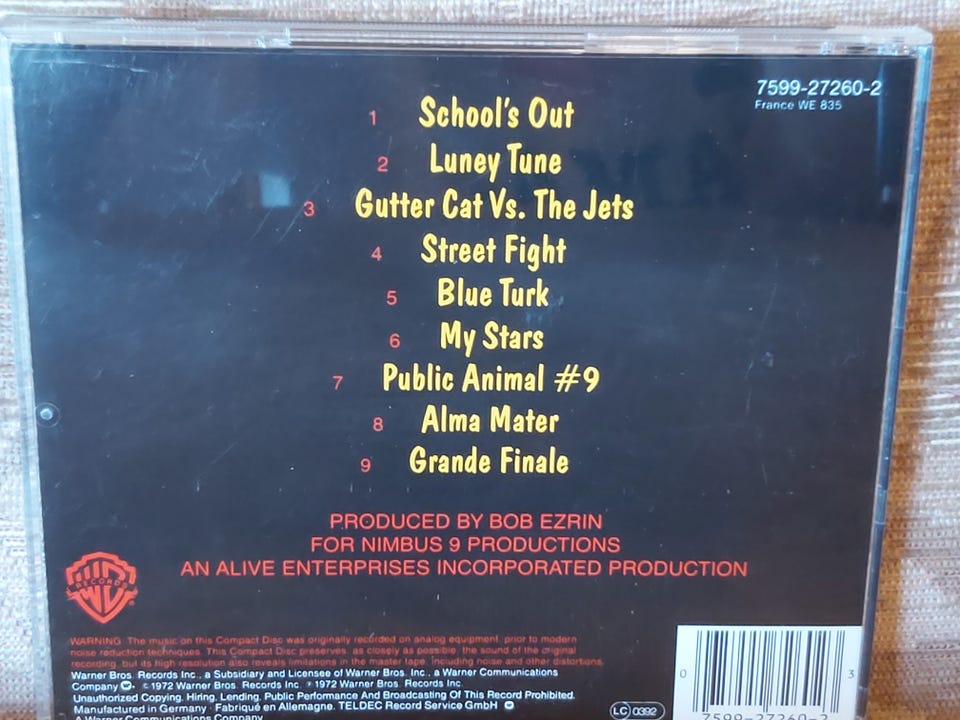 7599-27260-2
France WE 835
1 School's Out
2 Luney Tune
3 Gutter Cat Vs. The Jets
4 Street Fight
5 Blue Turk
6 My Stars
7 Public Animal #9
8 Alma Mater
9 Grande Finale
PRODUCED BY BOB EZRIN
FOR NIMBUS 9 PRODUCTIONS
AN ALIVE ENTERPRISES INCORPORATED PRODUCTION
RECORDS
WARNING: The music on this Compact Disc was originally recorded on analog equipment, prior to modern
noise reduction techniques. This Compact Disc preserves, as closely as possible, the sound of the original
recording, but its high resolution also reveals limitations in the master tape, including noise and other distortions.
Warner Bros. Records Inc., a Subsidiary and Licensee of Warner Bros. Inc., a Warner Communications
Company. ©1972 Warner Bros. Records Inc. ℗1972 Warner Bros. Records Inc.
Unauthorized Copying, Hiring, Lending, Public Performance And Broadcasting Of This Record Prohibited.
Manufactured in Germany · Fabriqué en Allemagne. TELDEC Record Service GmbH
A Warner Communications Company
LC 0392
0 3
7599-27260-2